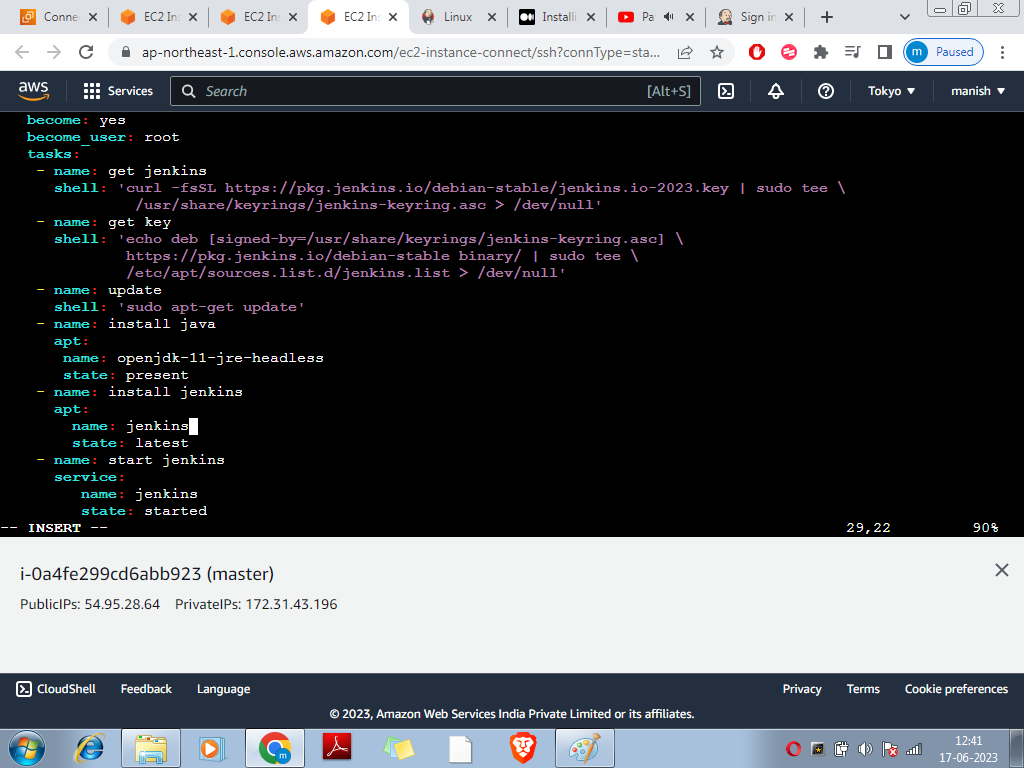 Conne
EC2 Ins
EC2 Ins
EC2 Ins
Linux
Installi
Pa
Sign in
ap-northeast-1.console.aws.amazon.com/ec2-instance-connect/ssh?connType=sta...
m Paused
aws
Services
Search
[Alt+S]
Tokyo
manish
become: yes
become_user: root
tasks:
- name: get jenkins
shell: 'curl -fsSL https://pkg.jenkins.io/debian-stable/jenkins.io-2023.key | sudo tee \
/usr/share/keyrings/jenkins-keyring.asc > /dev/null'
- name: get key
shell: 'echo deb [signed-by=/usr/share/keyrings/jenkins-keyring.asc] \
https://pkg.jenkins.io/debian-stable binary/ | sudo tee \
/etc/apt/sources.list.d/jenkins.list > /dev/null'
- name: update
shell: 'sudo apt-get update'
- name: install java
apt:
name: openjdk-11-jre-headless
state: present
- name: install jenkins
apt:
name: jenkins
state: latest
- name: start jenkins
service:
name: jenkins
state: started
-- INSERT -- 29,22 90%
i-0a4fe299cd6abb923 (master)
PublicIPs: 54.95.28.64 PrivateIPs: 172.31.43.196
CloudShell Feedback Language Privacy Terms Cookie preferences
© 2023, Amazon Web Services India Private Limited or its affiliates.
12:41
17-06-2023